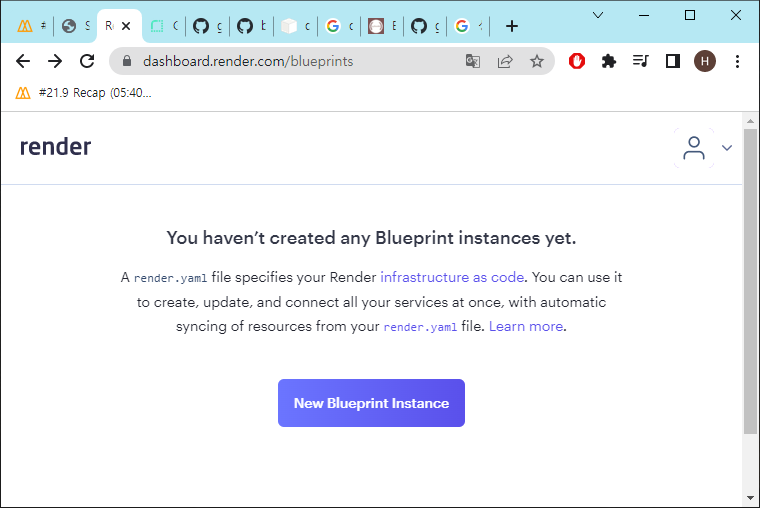 #
S
Re
C
g
b
c
c
E
g
dashboard.render.com/blueprints
H
#21.9 Recap (05:40...
render
You haven’t created any Blueprint instances yet.
A render.yaml file specifies your Render infrastructure as code. You can use it
to create, update, and connect all your services at once, with automatic
syncing of resources from your render.yaml file. Learn more.
New Blueprint Instance